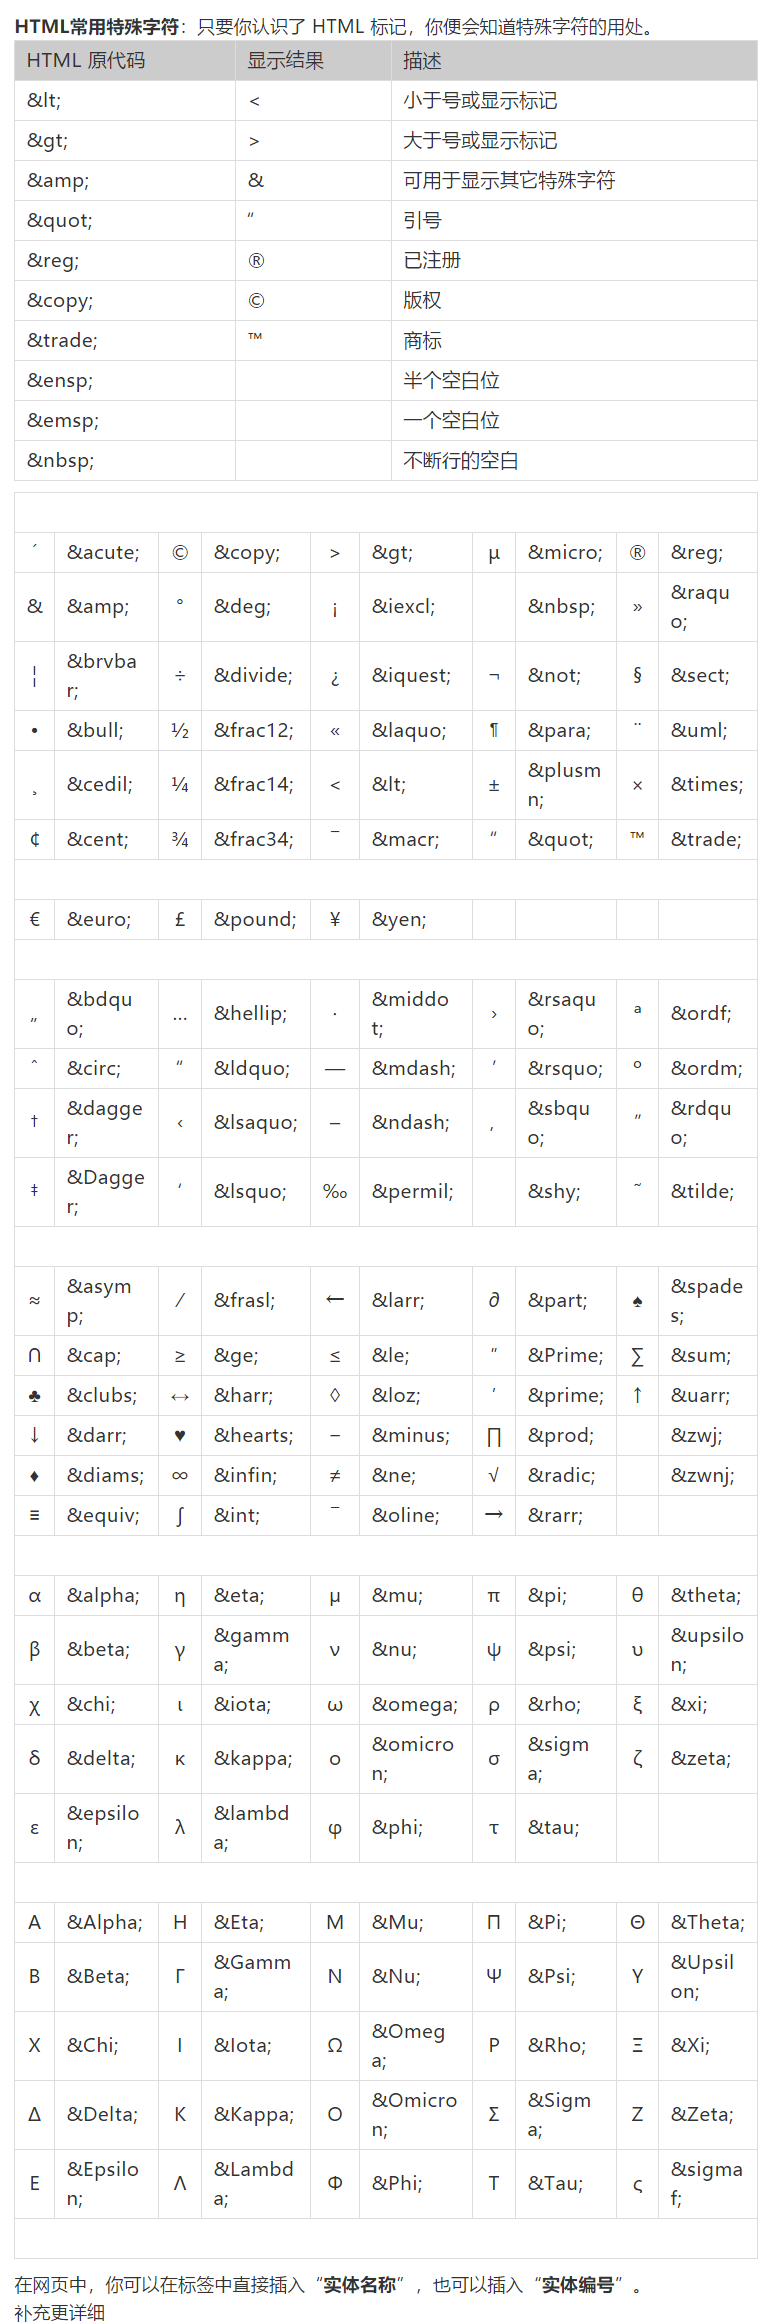 HTML常用特殊字符：只要你认识了 HTML 标记，你便会知道特殊字符的用处。
HTML 原代码 显示结果 描述
&lt; < 小于号或显示标记
&gt; > 大于号或显示标记
&amp; & 可用于显示其它特殊字符
&quot; " 引号
&reg; ® 已注册
&copy; © 版权
&trade; ™ 商标
&ensp; 半个空白位
&emsp; 一个空白位
&nbsp; 不断行的空白
´ &acute; © &copy; > &gt; µ &micro; ® &reg;
& &amp; ° &deg; ¡ &iexcl; &nbsp; » &raquo;
¦ &brvbar; ÷ &divide; ¿ &iquest; ¬ &not; § &sect;
• &bull; ½ &frac12; « &laquo; ¶ &para; ¨ &uml;
¸ &cedil; ¼ &frac14; < &lt; ± &plusmn; × &times;
¢ &cent; ¾ &frac34; ¯ &macr; " &quot; ™ &trade;
€ &euro; £ &pound; ¥ &yen;
„ &bdquo; … &hellip; · &middot; › &rsaquo; ª &ordf;
ˆ &circ; “ &ldquo; — &mdash; ’ &rsquo; º &ordm;
† &dagger; ‹ &lsaquo; – &ndash; ‚ &sbquo; ” &rdquo;
‡ &Dagger; ‘ &lsquo; ‰ &permil; &shy; ˜ &tilde;
≈ &asymp; ⁄ &frasl; ← &larr; ∂ &part; ♠ &spades;
∩ &cap; ≥ &ge; ≤ &le; ″ &Prime; ∑ &sum;
♣ &clubs; ↔ &harr; ◊ &loz; ′ &prime; ↑ &uarr;
↓ &darr; ♥ &hearts; − &minus; ∏ &prod; &zwj;
♦ &diams; ∞ &infin; ≠ &ne; √ &radic; &zwnj;
≡ &equiv; ∫ &int; ‾ &oline; → &rarr;
α &alpha; η &eta; μ &mu; π &pi; θ &theta;
β &beta; γ &gamma; ν &nu; ψ &psi; υ &upsilon;
χ &chi; ι &iota; ω &omega; ρ &rho; ξ &xi;
δ &delta; κ &kappa; ο &omicron; σ &sigma; ζ &zeta;
ε &epsilon; λ &lambda; φ &phi; τ &tau;
Α &Alpha; Η &Eta; Μ &Mu; Π &Pi; Θ &Theta;
Β &Beta; Γ &Gamma; Ν &Nu; Ψ &Psi; Υ &Upsilon;
Χ &Chi; Ι &Iota; Ω &Omega; Ρ &Rho; Ξ &Xi;
Δ &Delta; Κ &Kappa; Ο &Omicron; Σ &Sigma; Ζ &Zeta;
Ε &Epsilon; Λ &Lambda; Φ &Phi; Τ &Tau; ς &sigmaf;
在网页中，你可以在标签中直接插入“实体名称”，也可以插入“实体编号”。
补充更详细